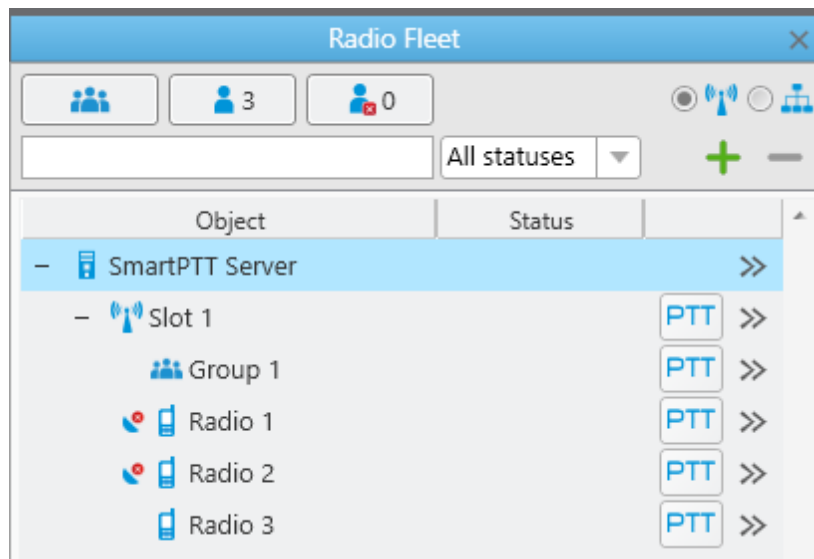 Radio Fleet
3 0
All statuses
Object Status
SmartPTT Server
Slot 1 PTT
Group 1 PTT
Radio 1 PTT
Radio 2 PTT
Radio 3 PTT